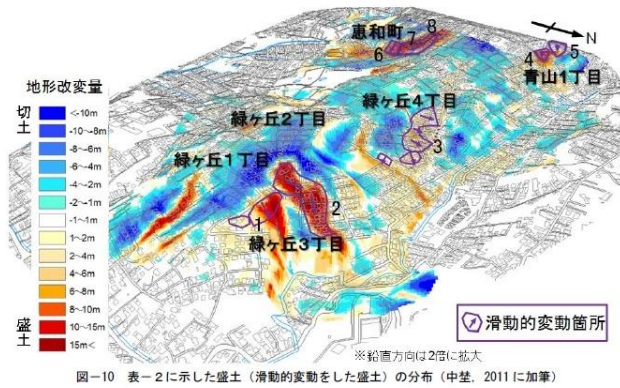 恵和町
8
7
6
N
5
4
青山1丁目
地形改変量
切土
<-10m
-10~-8m
-8~-6m
-6~-4m
-4~-2m
-2~-1m
-1~1m
1~2m
2~4m
4~6m
6~8m
8~10m
10~15m
15m<
盛土
緑ヶ丘4丁目
緑ヶ丘2丁目
3
緑ヶ丘1丁目
2
1
緑ヶ丘3丁目
滑動的変動箇所
※鉛直方向は2倍に拡大
図-10 表-2に示した盛土（滑動的変動をした盛土）の分布（中埜，2011に加筆）